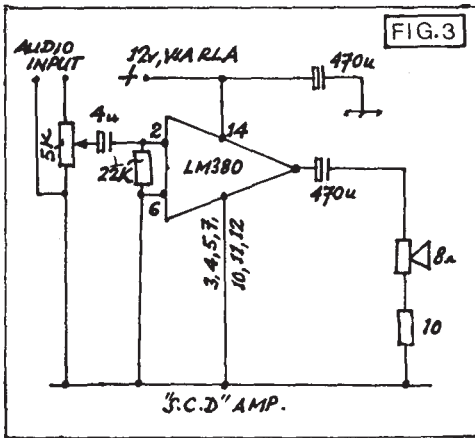 FIG.3
AUDIO
INPUT
12v, VIA RLA
+
470u
5K
4u
2
14
LM380
22K
6
470u
3,4,5,7,
10,11,12
8Ω
10
"S.C.D" AMP.